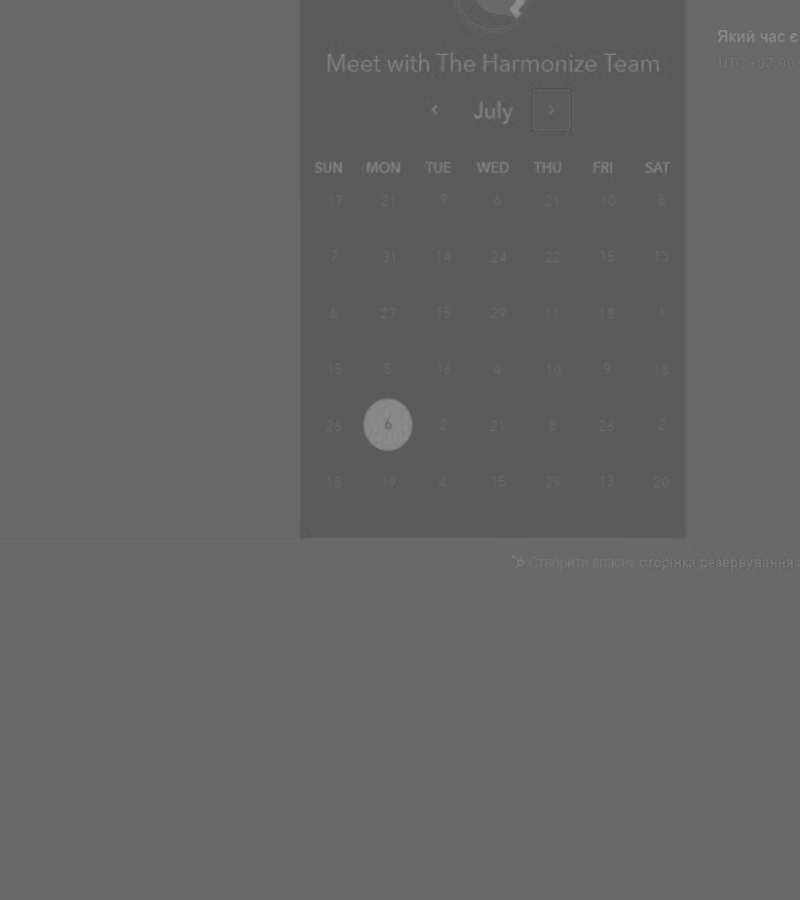 Meet with The Harmonize Team
July
SUN MON TUE WED THU FRI SAT
17 21 9 6 21 10 8
7 31 14 24 22 15 13
6 27 15 29 11 18 1
15 5 16 4 10 9 18
26 6 2 21 8 26 2
18 19 4 15 29 13 20
Який час є
UTC +02:00
Створити власну сторінка резервування